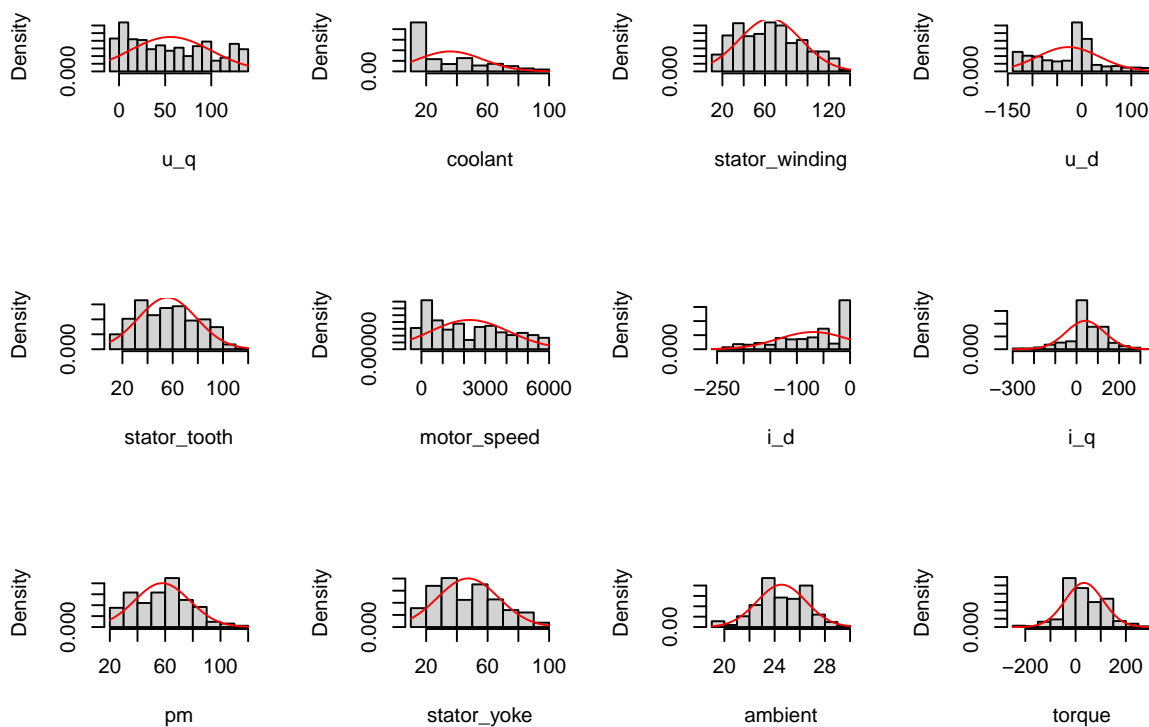 Density
0.000
0 50 100
u_q
Density
0.00
20 60 100
coolant
Density
0.000
20 60 120
stator_winding
Density
0.000
−150 0 100
u_d
Density
0.000
20 60 100
stator_tooth
Density
0.00000
0 3000 6000
motor_speed
Density
0.000
−250 −100 0
i_d
Density
0.000
−300 0 200
i_q
Density
0.000
20 60 100
pm
Density
0.000
20 60 100
stator_yoke
Density
0.00
20 24 28
ambient
Density
0.000
−200 0 200
torque